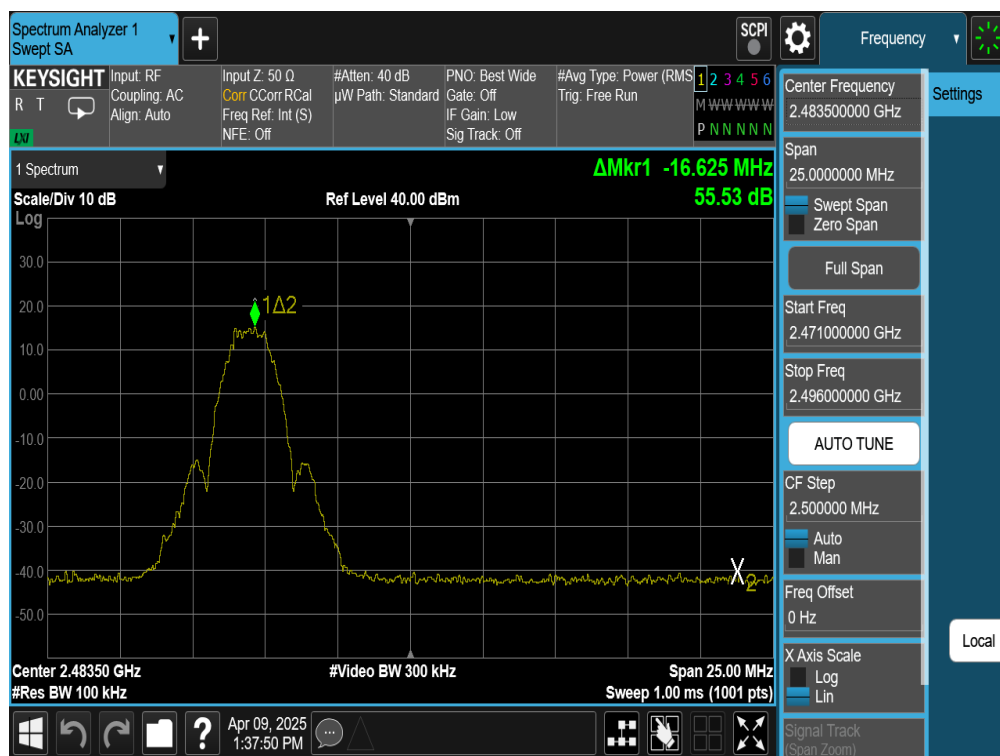 Spectrum Analyzer 1
Swept SA
+
SCPI
Frequency
KEYSIGHT
R T
LXI
Input: RF
Coupling: AC
Align: Auto
Input Z: 50 Ω
Corr CCorr RCal
Freq Ref: Int (S)
NFE: Off
#Atten: 40 dB
µW Path: Standard
PNO: Best Wide
Gate: Off
IF Gain: Low
Sig Track: Off
#Avg Type: Power (RMS
Trig: Free Run
1 2 3 4 5 6
M W W W W W
P N N N N N
1 Spectrum
ΔMkr1 -16.625 MHz
55.53 dB
Scale/Div 10 dB
Ref Level 40.00 dBm
Log
30.0
20.0
10.0
0.00
-10.0
-20.0
-30.0
-40.0
-50.0
1Δ2
X
2
Center 2.48350 GHz
#Video BW 300 kHz
Span 25.00 MHz
#Res BW 100 kHz
Sweep 1.00 ms (1001 pts)
?
Apr 09, 2025
1:37:50 PM
Center Frequency
2.483500000 GHz
Span
25.0000000 MHz
Swept Span
Zero Span
Full Span
Start Freq
2.471000000 GHz
Stop Freq
2.496000000 GHz
AUTO TUNE
CF Step
2.500000 MHz
Auto
Man
Freq Offset
0 Hz
X Axis Scale
Log
Lin
Signal Track
(Span Zoom)
Settings
Local